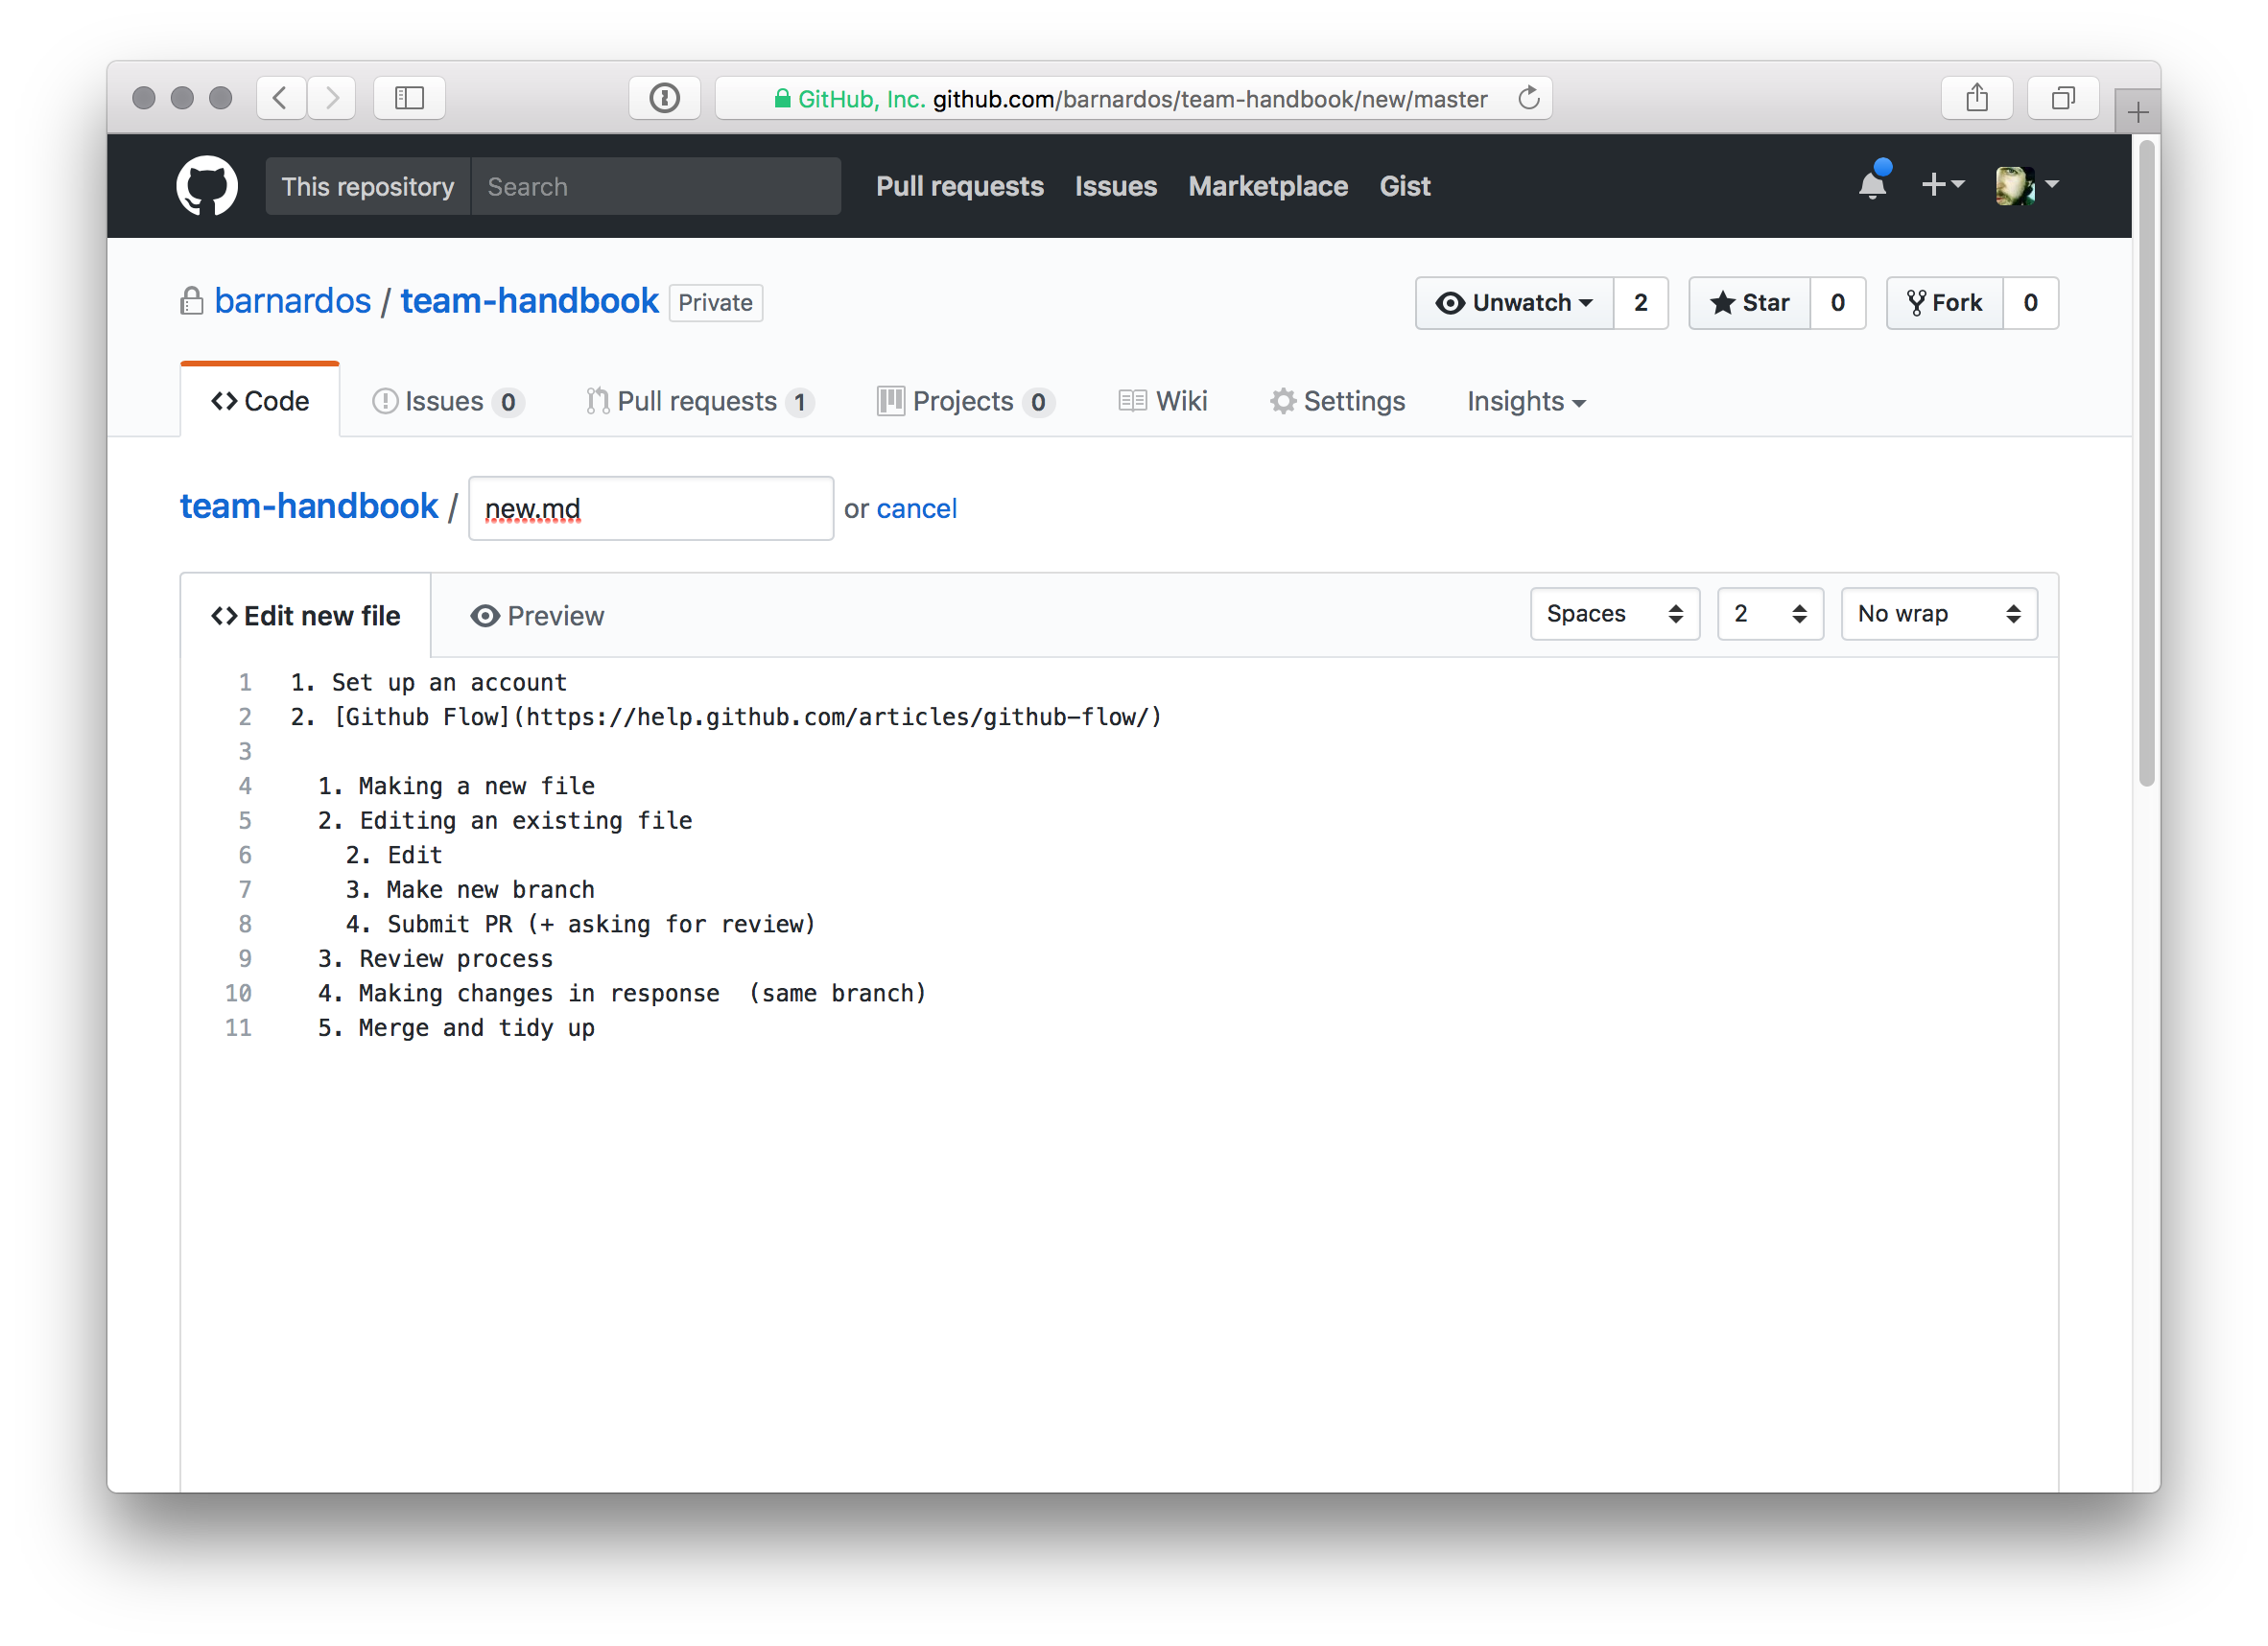 GitHub, Inc. github.com/barnardos/team-handbook/new/master
This repository Search Pull requests Issues Marketplace Gist
barnardos / team-handbook Private Unwatch 2 Star 0 Fork 0
Code Issues 0 Pull requests 1 Projects 0 Wiki Settings Insights
team-handbook / new.md or cancel
Edit new file Preview Spaces 2 No wrap
1 1. Set up an account
2 2. [Github Flow](https://help.github.com/articles/github-flow/)
3
4 1. Making a new file
5 2. Editing an existing file
6 2. Edit
7 3. Make new branch
8 4. Submit PR (+ asking for review)
9 3. Review process
10 4. Making changes in response  (same branch)
11 5. Merge and tidy up